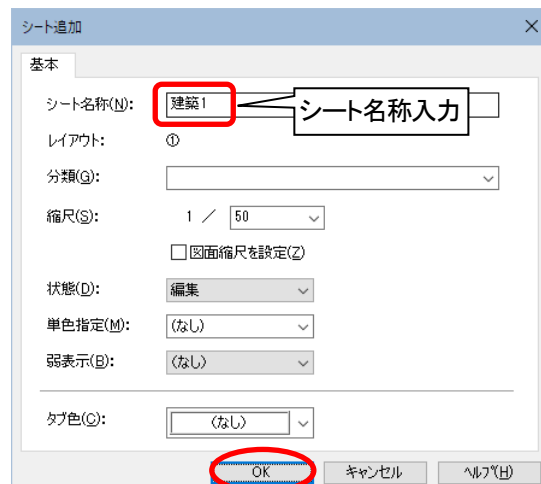 シート追加
基本
シート名称(N): 建築1 シート名称入力
レイアウト: ①
分類(G):
縮尺(S): 1 / 50
図面縮尺を設定(Z)
状態(D): 編集
単色指定(M): (なし)
弱表示(B): (なし)
タブ色(C): (なし)
OK キャンセル ヘルプ(H)